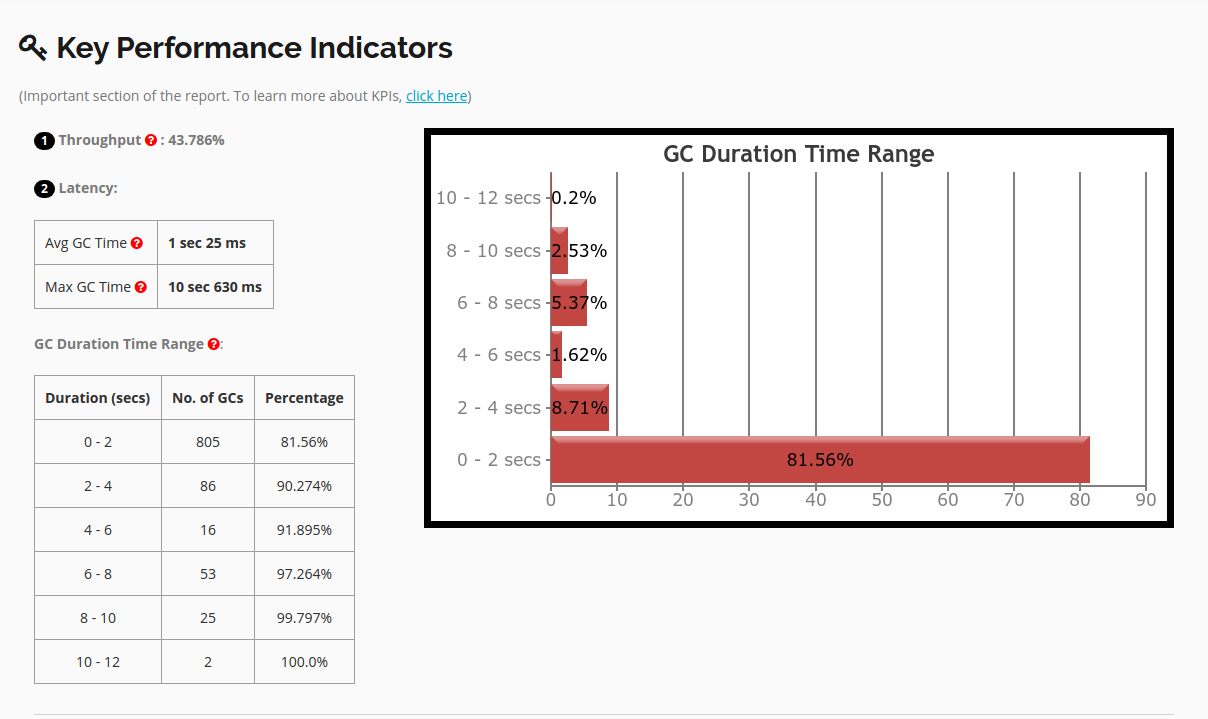 Key Performance Indicators
(Important section of the report. To learn more about KPIs, click here)
1 Throughput ? : 43.786%
2 Latency:
Avg GC Time ? 1 sec 25 ms
Max GC Time ? 10 sec 630 ms
GC Duration Time Range ?:
Duration (secs) No. of GCs Percentage
0 - 2 805 81.56%
2 - 4 86 90.274%
4 - 6 16 91.895%
6 - 8 53 97.264%
8 - 10 25 99.797%
10 - 12 2 100.0%
GC Duration Time Range
10 - 12 secs 0.2%
8 - 10 secs 2.53%
6 - 8 secs 5.37%
4 - 6 secs 1.62%
2 - 4 secs 8.71%
0 - 2 secs 81.56%
0 10 20 30 40 50 60 70 80 90